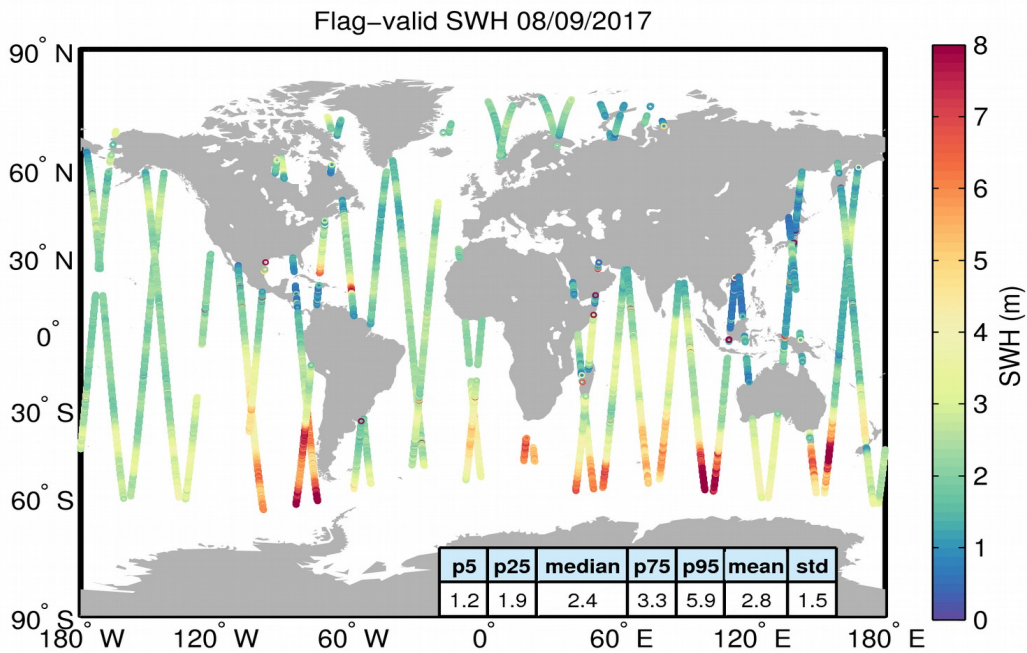 Flag−valid SWH 08/09/2017
90° N
60° N
30° N
0°
30° S
60° S
90° S
180° W
120° W
60° W
0°
60° E
120° E
180° E
p5 p25 median p75 p95 mean std
1.2 1.9 2.4 3.3 5.9 2.8 1.5
8
7
6
5
4
3
2
1
0
SWH (m)